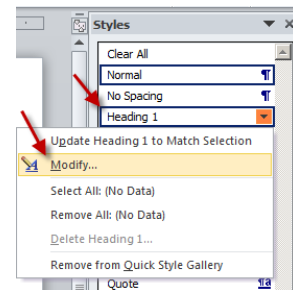 Styles
Clear All
Normal
No Spacing
Heading 1
Update Heading 1 to Match Selection
Modify...
Select All: (No Data)
Remove All: (No Data)
Delete Heading 1...
Remove from Quick Style Gallery
Quote